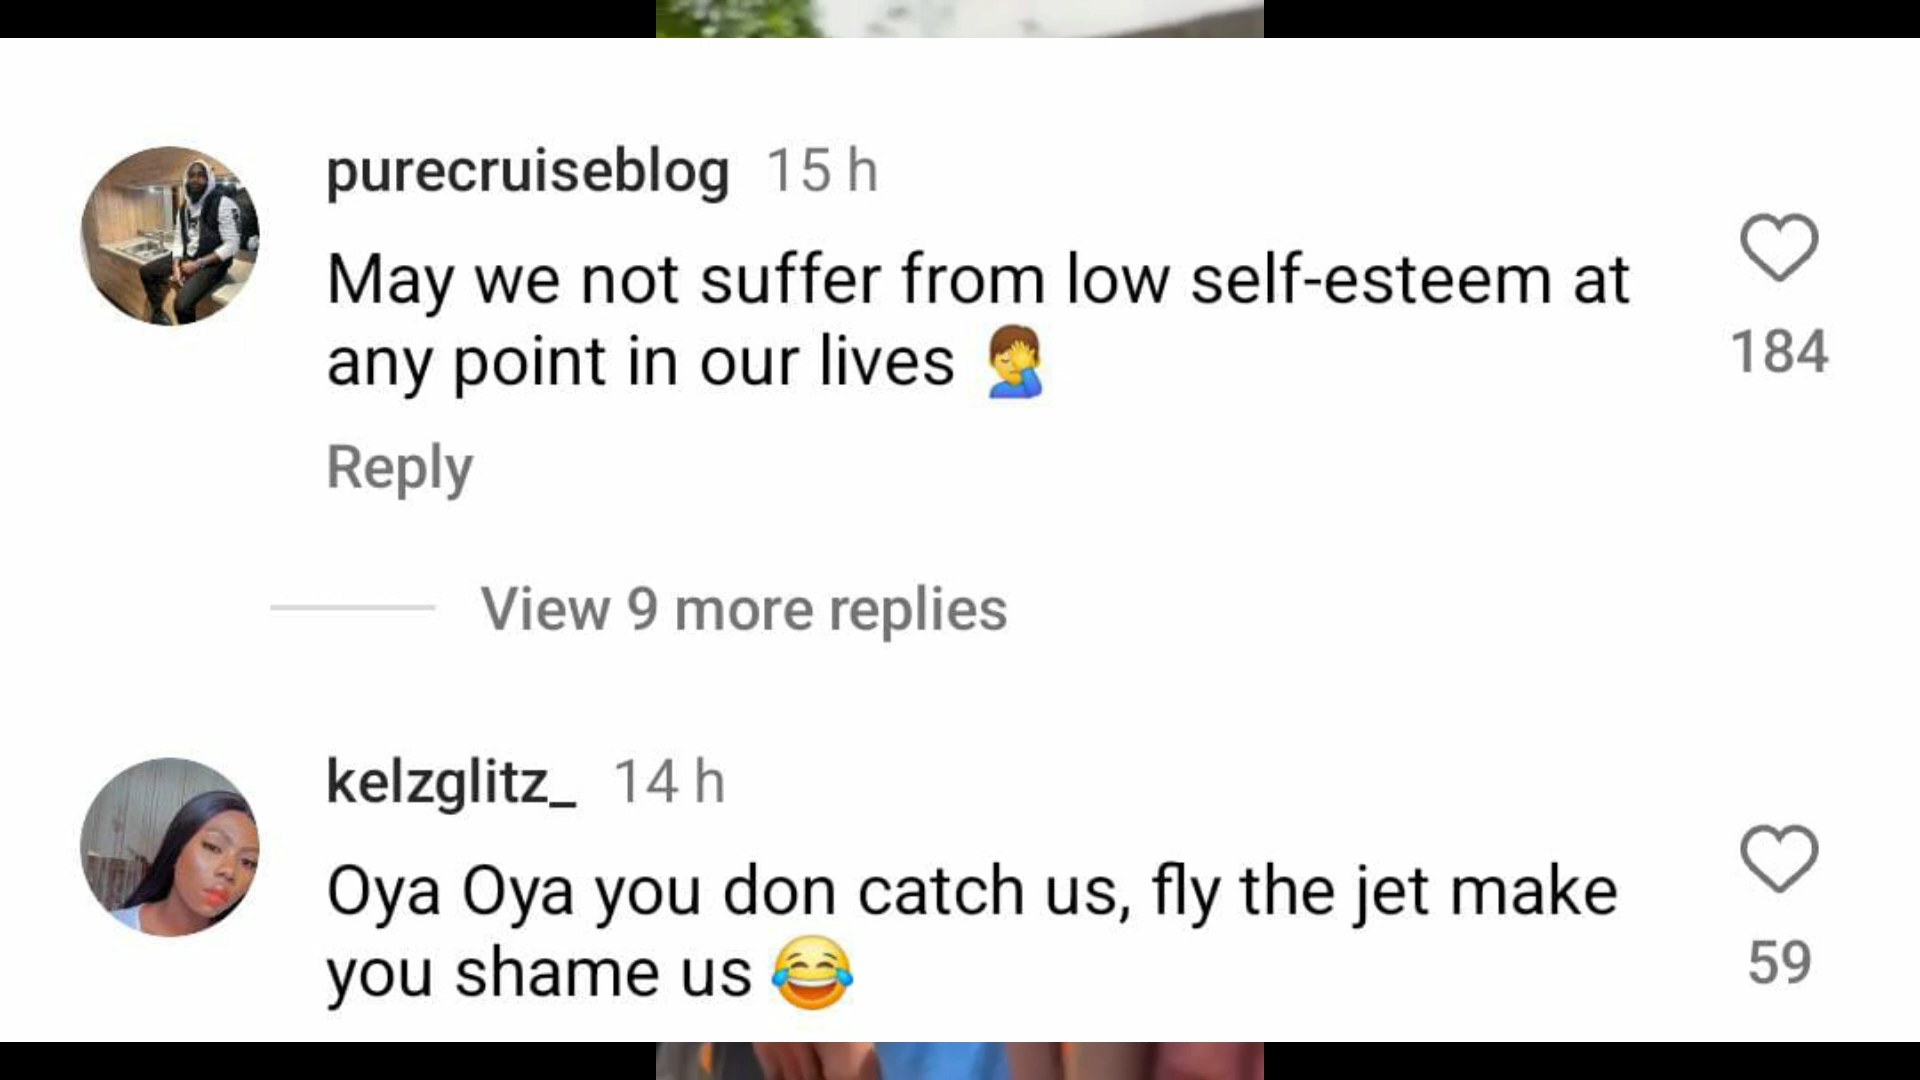 purecruiseblog 15 h
May we not suffer from low self-esteem at
any point in our lives 🤦‍♂️
184
Reply
View 9 more replies
kelzglitz_ 14 h
Oya Oya you don catch us, fly the jet make
you shame us 😂
59